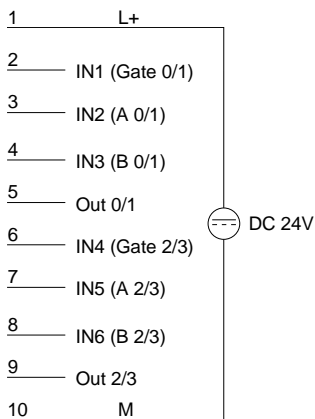 1 L+
2 IN1 (Gate 0/1)
3 IN2 (A 0/1)
4 IN3 (B 0/1)
5 Out 0/1
DC 24V
6 IN4 (Gate 2/3)
7 IN5 (A 2/3)
8 IN6 (B 2/3)
9 Out 2/3
10 M